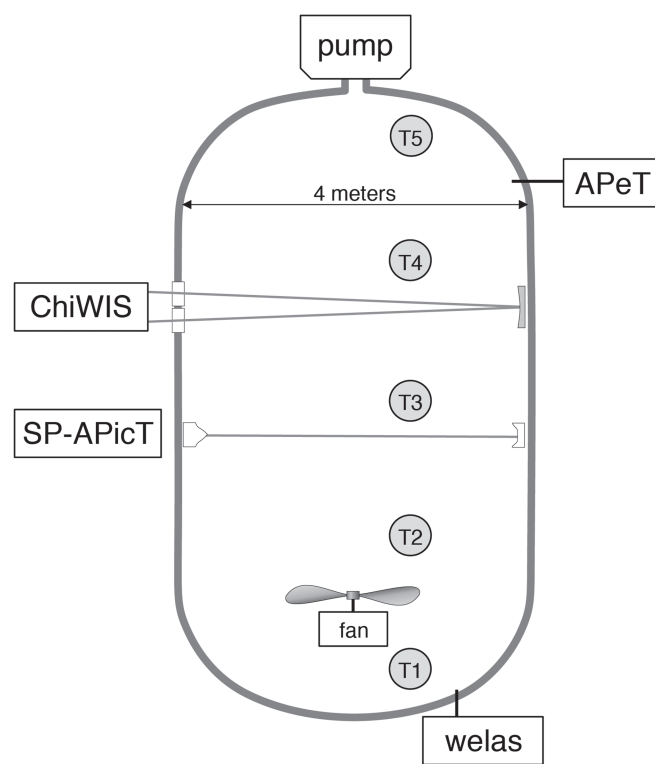 pump
T5
APeT
4 meters
T4
ChiWIS
T3
SP-APicT
T2
fan
T1
welas